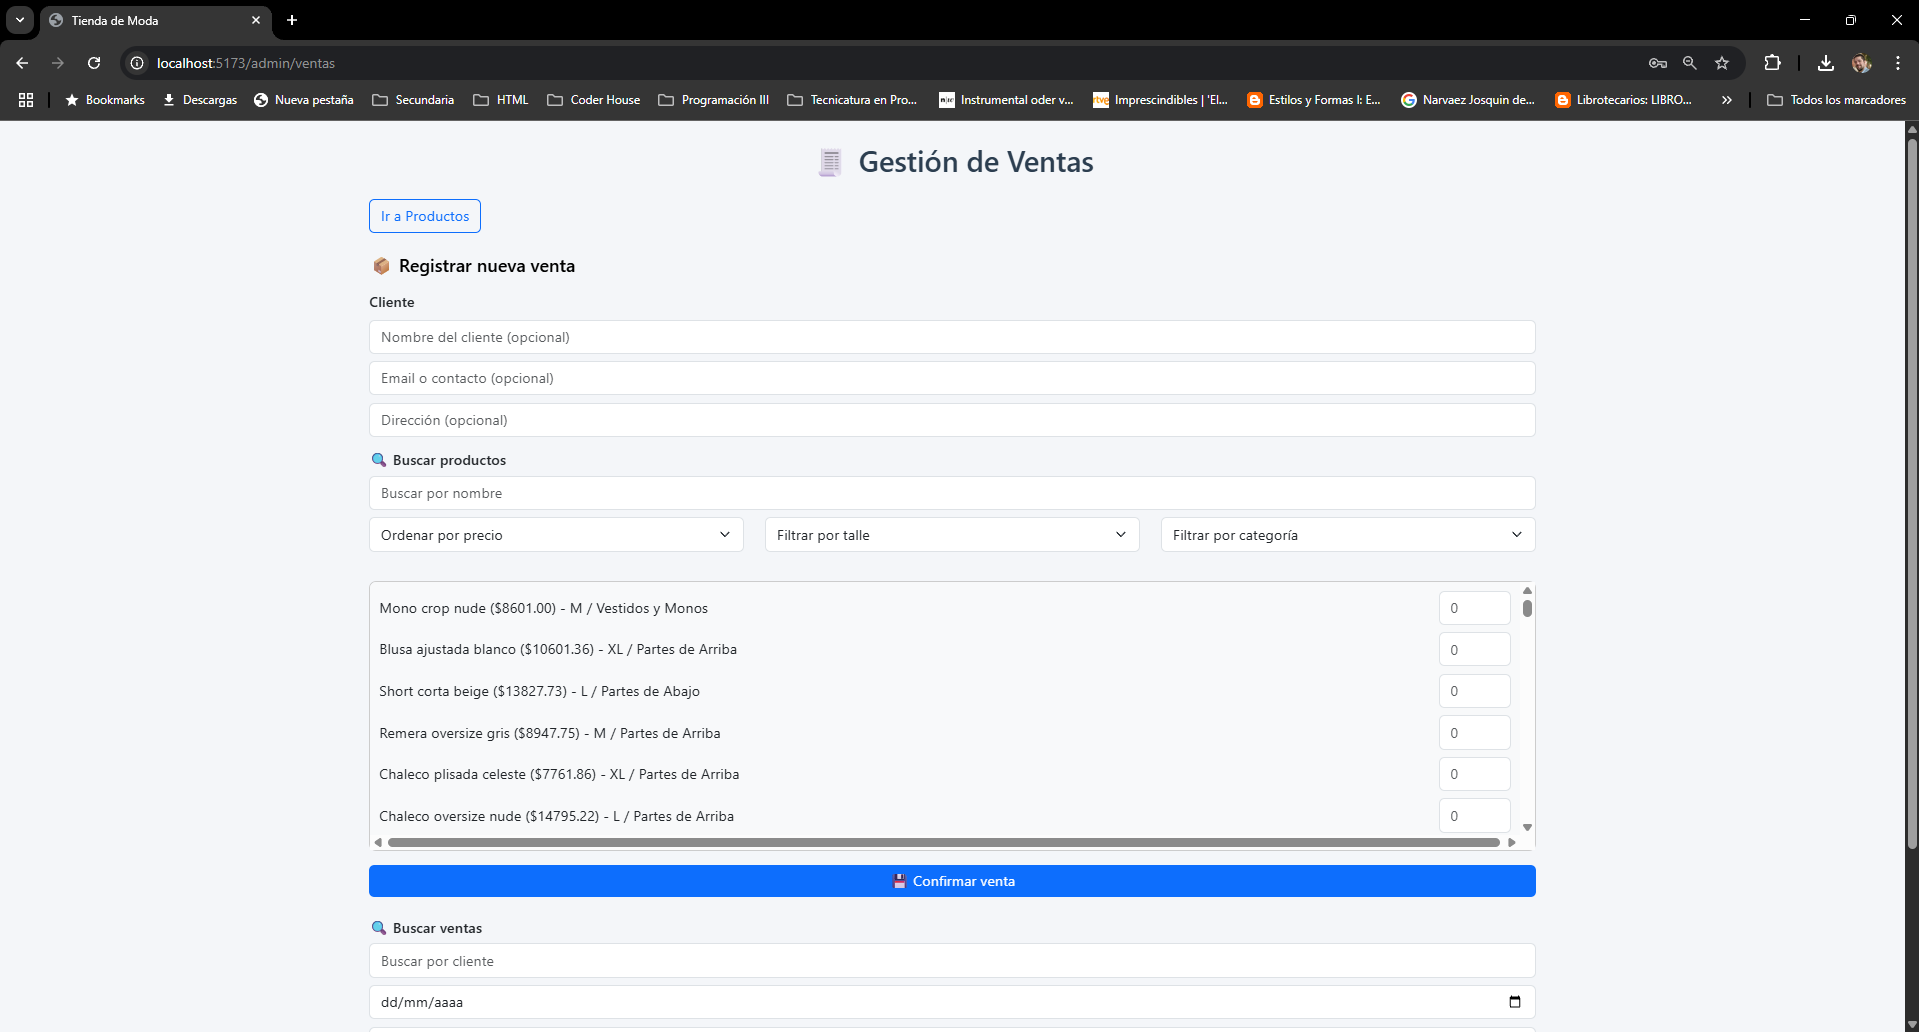 Tienda de Moda
localhost:5173/admin/ventas
Bookmarks Descargas Nueva pestaña Secundaria HTML Coder House Programación III Tecnicatura en Pro... Instrumental oder v... Imprescindibles | 'El... Estilos y Formas I: E... Narvaez Josquin de... Librotecarios: LIBRO... » Todos los marcadores
Gestión de Ventas
Ir a Productos
Registrar nueva venta
Cliente
Nombre del cliente (opcional)
Email o contacto (opcional)
Dirección (opcional)
Buscar productos
Buscar por nombre
Ordenar por precio Filtrar por talle Filtrar por categoría
Mono crop nude ($8601.00) - M / Vestidos y Monos 0
Blusa ajustada blanco ($10601.36) - XL / Partes de Arriba 0
Short corta beige ($13827.73) - L / Partes de Abajo 0
Remera oversize gris ($8947.75) - M / Partes de Arriba 0
Chaleco plisada celeste ($7761.86) - XL / Partes de Arriba 0
Chaleco oversize nude ($14795.22) - L / Partes de Arriba 0
Confirmar venta
Buscar ventas
Buscar por cliente
dd/mm/aaaa